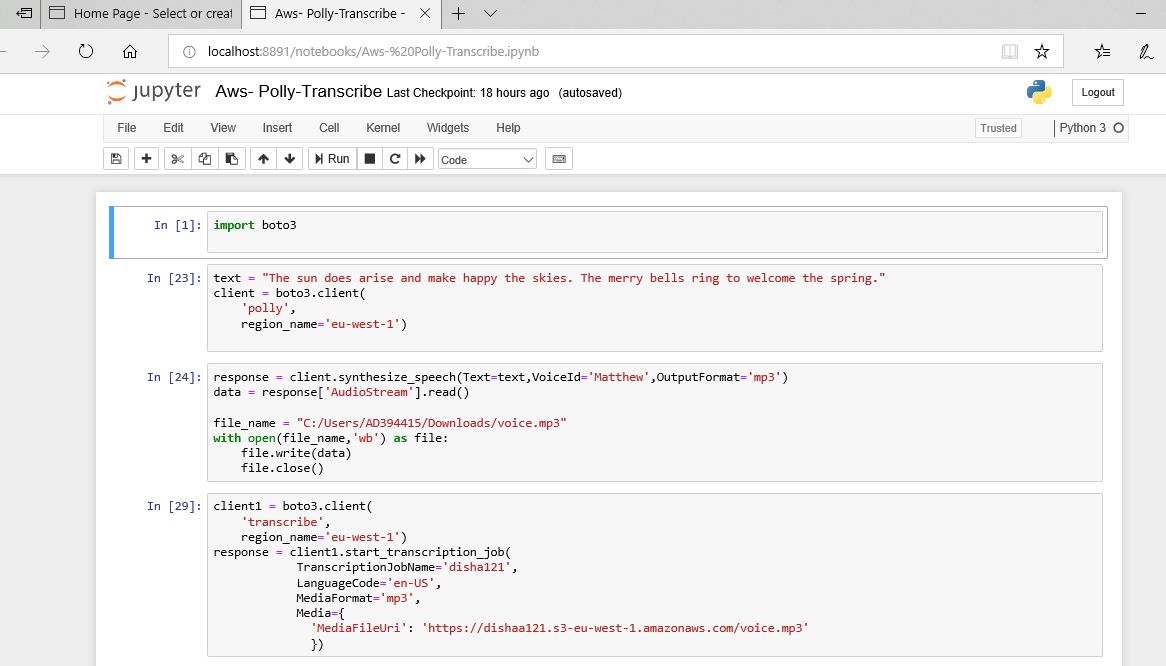 Home Page - Select or creat
Aws- Polly-Transcribe -
localhost:8891/notebooks/Aws-%20Polly-Transcribe.ipynb
jupyter Aws- Polly-Transcribe Last Checkpoint: 18 hours ago (autosaved)
Logout
File Edit View Insert Cell Kernel Widgets Help
Trusted
Python 3
Run
Code
In [1]: import boto3
In [23]: text = "The sun does arise and make happy the skies. The merry bells ring to welcome the spring."
client = boto3.client(
'polly',
region_name='eu-west-1')
In [24]: response = client.synthesize_speech(Text=text,VoiceId='Matthew',OutputFormat='mp3')
data = response['AudioStream'].read()
file_name = "C:/Users/AD394415/Downloads/voice.mp3"
with open(file_name,'wb') as file:
file.write(data)
file.close()
In [29]: client1 = boto3.client(
'transcribe',
region_name='eu-west-1')
response = client1.start_transcription_job(
TranscriptionJobName='disha121',
LanguageCode='en-US',
MediaFormat='mp3',
Media={
'MediaFileUri': 'https://dishaa121.s3-eu-west-1.amazonaws.com/voice.mp3'
})